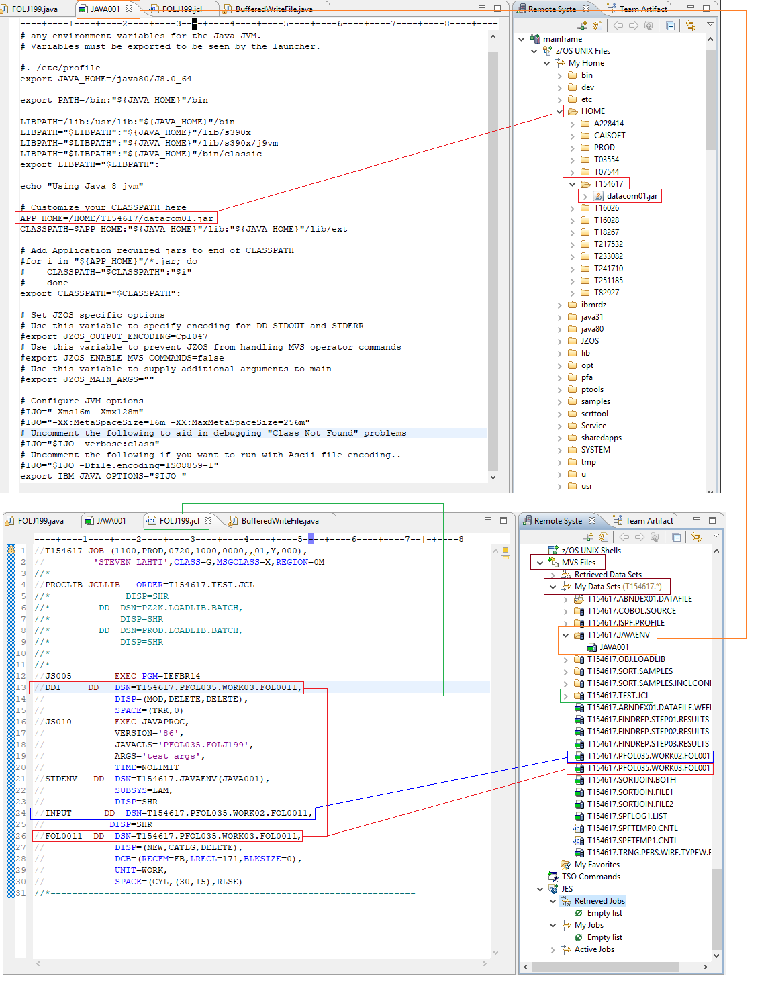 FOLJ199.java JAVA001 FOLJ199.jcl BufferedWriteFile.java
----+----1----+----2----+----3----+----4----+----5----+----6----+----7----+----8----+----
# any environment variables for the Java JVM.
# Variables must be exported to be seen by the launcher.
#. /etc/profile
export JAVA_HOME=/java80/J8.0_64
export PATH=/bin:"${JAVA_HOME}"/bin
LIBPATH=/lib:/usr/lib:"${JAVA_HOME}"/bin
LIBPATH="$LIBPATH":"${JAVA_HOME}"/lib/s390x
LIBPATH="$LIBPATH":"${JAVA_HOME}"/lib/s390x/j9vm
LIBPATH="$LIBPATH":"${JAVA_HOME}"/bin/classic
export LIBPATH="$LIBPATH":
echo "Using Java 8 jvm"
# Customize your CLASSPATH here
APP_HOME=/HOME/T154617/datacom01.jar
CLASSPATH=$APP_HOME:"${JAVA_HOME}"/lib:"${JAVA_HOME}"/lib/ext
# Add Application required jars to end of CLASSPATH
#for i in "${APP_HOME}"/*.jar; do
#    CLASSPATH="$CLASSPATH":"$i"
#    done
export CLASSPATH="$CLASSPATH":
# Set JZOS specific options
# Use this variable to specify encoding for DD STDOUT and STDERR
#export JZOS_OUTPUT_ENCODING=Cp1047
# Use this variable to prevent JZOS from handling MVS operator commands
#export JZOS_ENABLE_MVS_COMMANDS=false
# Use this variable to supply additional arguments to main
#export JZOS_MAIN_ARGS=""
# Configure JVM options
#IJO="-Xms16m -Xmx128m"
#IJO="-XX:MetaSpaceSize=16m -XX:MaxMetaSpaceSize=256m"
# Uncomment the following to aid in debugging "Class Not Found" problems
#IJO="$IJO -verbose:class"
# Uncomment the following if you want to run with Ascii file encoding..
#IJO="$IJO -Dfile.encoding=ISO8859-1"
export IBM_JAVA_OPTIONS="$IJO "
Remote Syste Team Artifact
mainframe
z/OS UNIX Files
My Home
bin
dev
etc
HOME
A228414
CAISOFT
PROD
T03554
T07544
T154617
datacom01.jar
T16026
T16028
T18267
T217532
T233082
T241710
T251185
T82927
ibmrdz
java31
java80
JZOS
lib
opt
pfa
ptools
samples
scrttool
Service
sharedapps
SYSTEM
tmp
u
usr
FOLJ199.java JAVA001 FOLJ199.jcl BufferedWriteFile.java
----+----1----+----2----+----3----+----4----+----5----+----6----+----7--|-+----8
1 //T154617 JOB (1100,PROD,0720,1000,0000,,01,Y,000),
2 // 'STEVEN LAHTI',CLASS=G,MSGCLASS=X,REGION=0M
3 //*
4 //PROCLIB JCLLIB ORDER=T154617.TEST.JCL
5 //* DISP=SHR
6 //* DD DSN=PZ2K.LOADLIB.BATCH,
7 //* DISP=SHR
8 //* DD DSN=PROD.LOADLIB.BATCH,
9 //* DISP=SHR
10 //*
11 //*------------------------------------------------------------------------
12 //JS005 EXEC PGM=IEFBR14
13 //DD1 DD DSN=T154617.PFOL035.WORK03.FOL0011,
14 // DISP=(MOD,DELETE,DELETE),
15 // SPACE=(TRK,0)
16 //JS010 EXEC JAVAPROC,
17 // VERSION='86',
18 // JAVACLS='PFOL035.FOLJ199',
19 // ARGS='test args',
20 // TIME=NOLIMIT
21 //STDENV DD DSN=T154617.JAVAENV(JAVA001),
22 // SUBSYS=LAM,
23 // DISP=SHR
24 //INPUT DD DSN=T154617.PFOL035.WORK02.FOL0011,
25 // DISP=SHR
26 //FOL0011 DD DSN=T154617.PFOL035.WORK03.FOL0011,
27 // DISP=(NEW,CATLG,DELETE),
28 // DCB=(RECFM=FB,LRECL=171,BLKSIZE=0),
29 // UNIT=WORK,
30 // SPACE=(CYL,(30,15),RLSE)
31 //*-----------------------------------------------------------------------
Remote Syste Team Artifact
z/OS UNIX Shells
MVS Files
Retrieved Data Sets
My Data Sets (T154617.*)
T154617.ABNDEX01.DATAFILE
T154617.COBOL.SOURCE
T154617.ISPF.PROFILE
T154617.JAVAENV
JAVA001
T154617.OBJ.LOADLIB
T154617.SORT.SAMPLES
T154617.SORT.SAMPLES.INCLCONI
T154617.TEST.JCL
T154617.ABNDEX01.DATAFILE.WEEI
T154617.FINDREP.STEP01.RESULTS
T154617.FINDREP.STEP02.RESULTS
T154617.FINDREP.STEP03.RESULTS
T154617.PFOL035.WORK02.FOL001
T154617.PFOL035.WORK03.FOL001
T154617.SORTJOIN.BOTH
T154617.SORTJOIN.FILE1
T154617.SORTJOIN.FILE2
T154617.SPFLOG1.LIST
T154617.SPFTEMP0.CNTL
T154617.SPFTEMP1.CNTL
T154617.TRNG.PFBS.WIRE.TYPEW.F
My Favorites
TSO Commands
JES
Retrieved Jobs
Empty list
My Jobs
Empty list
Active Jobs